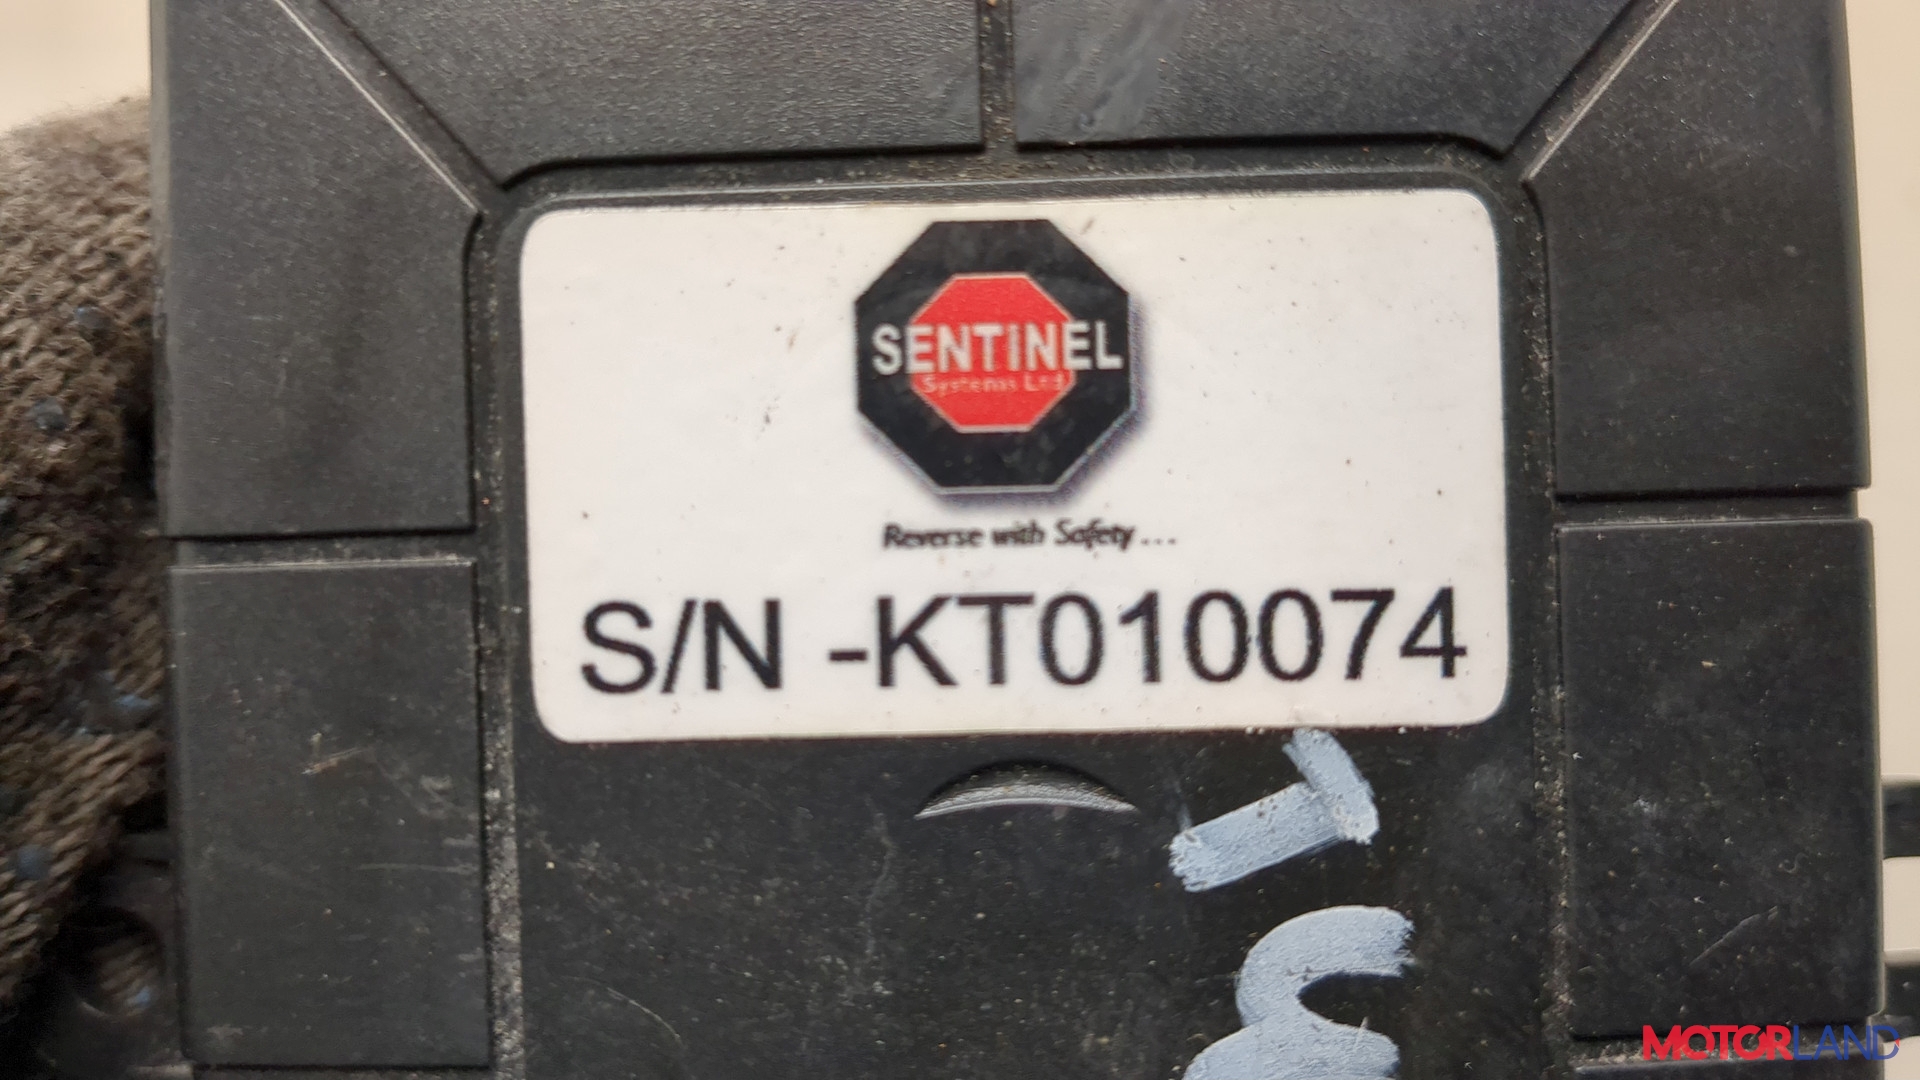 SENTINEL
Systems Ltd
Reverse with Safety...
S/N -KT010074
MOTORLAND